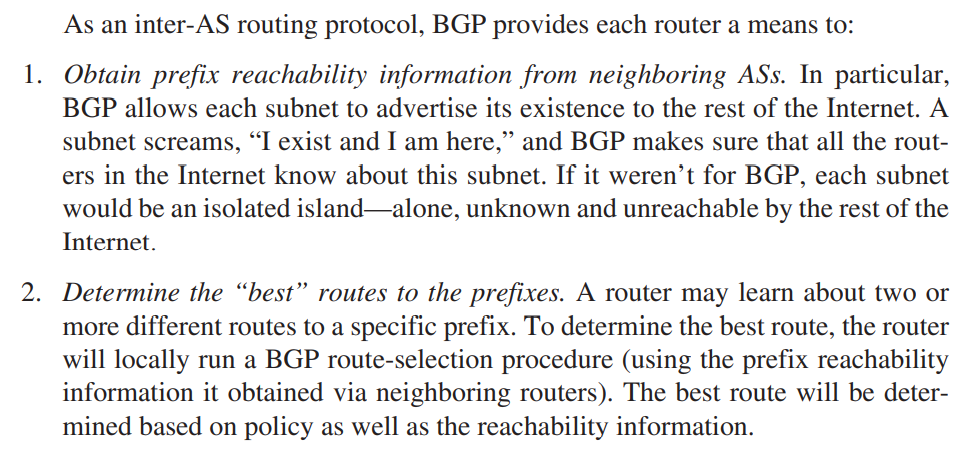 As an inter-AS routing protocol, BGP provides each router a means to:
1. Obtain prefix reachability information from neighboring ASs. In particular,
BGP allows each subnet to advertise its existence to the rest of the Internet. A
subnet screams, “I exist and I am here,” and BGP makes sure that all the rout-
ers in the Internet know about this subnet. If it weren’t for BGP, each subnet
would be an isolated island—alone, unknown and unreachable by the rest of the
Internet.
2. Determine the “best” routes to the prefixes. A router may learn about two or
more different routes to a specific prefix. To determine the best route, the router
will locally run a BGP route-selection procedure (using the prefix reachability
information it obtained via neighboring routers). The best route will be deter-
mined based on policy as well as the reachability information.